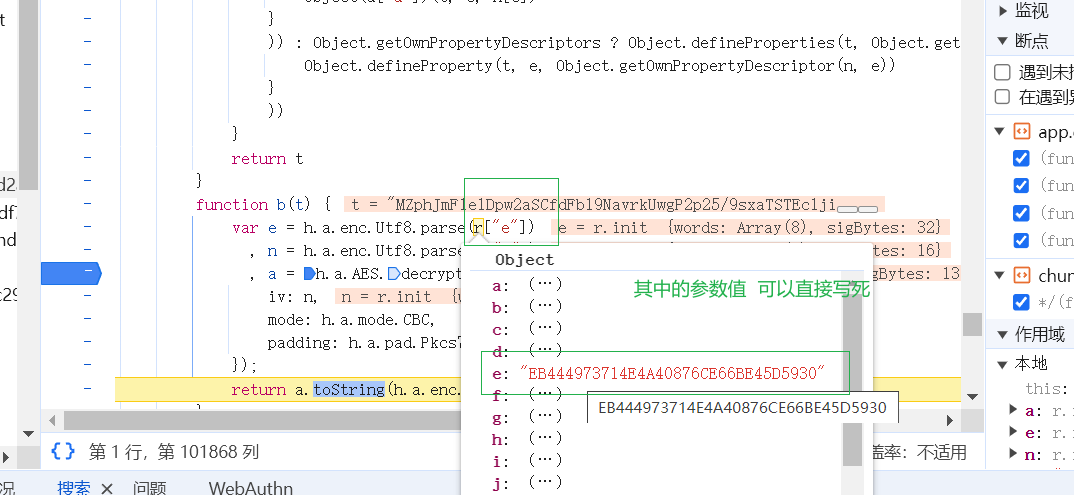 监视
断点
遇到未
在遇到
app.
(fun
(fun
(fun
(fun
chun
*/(f
作用域
本地
this:
a: r.
e: r.
n: r.
)) : Object.getOwnPropertyDescriptors ? Object.defineProperties(t, Object.get
Object.defineProperty(t, e, Object.getOwnPropertyDescriptor(n, e))
}
))
}
return t
}
function b(t) { t = "MZphJmF1e1Dpw2aSCfdFbl9NavrkUwgP2p25/9sxaTSTEc1ji
var e = h.a.enc.Utf8.parse(r["e"]) e = r.init {words: Array(8), sigBytes: 32}
, n = h.a.enc.Utf8.parse gBytes: 16}
, a = h.a.AES.decrypt igBytes: 13
iv: n, n = r.init {w
mode: h.a.mode.CBC,
padding: h.a.pad.Pkcs7
});
return a.toString(h.a.enc.
Object
a: (…)
b: (…)
c: (…)
d: (…)
e: "EB444973714E4A40876CE66BE45D5930"
f: (…)
g: (…)
h: (…)
i: (…)
j: (…)
其中的参数值 可以直接写死
EB444973714E4A40876CE66BE45D5930
{} 第 1 行，第 101868 列
盖率：不适用
况 搜索 × 问题 WebAuthn